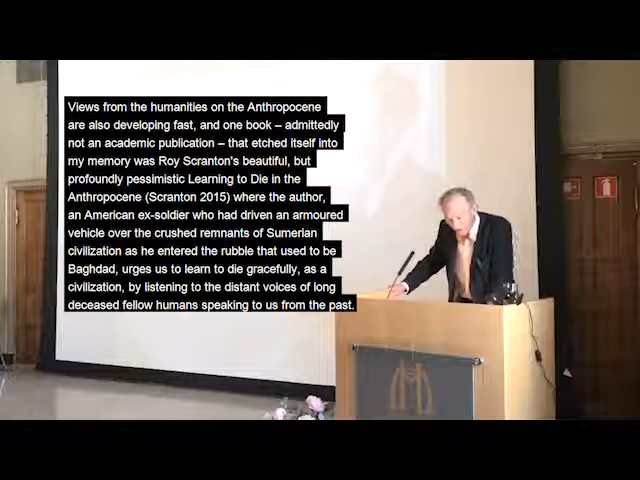 Views from the humanities on the Anthropocene
are also developing fast, and one book – admittedly
not an academic publication – that etched itself into
my memory was Roy Scranton's beautiful, but
profoundly pessimistic Learning to Die in the
Anthropocene (Scranton 2015) where the author,
an American ex-soldier who had driven an armoured
vehicle over the crushed remnants of Sumerian
civilization as he entered the rubble that used to be
Baghdad, urges us to learn to die gracefully, as a
civilization, by listening to the distant voices of long
deceased fellow humans speaking to us from the past.